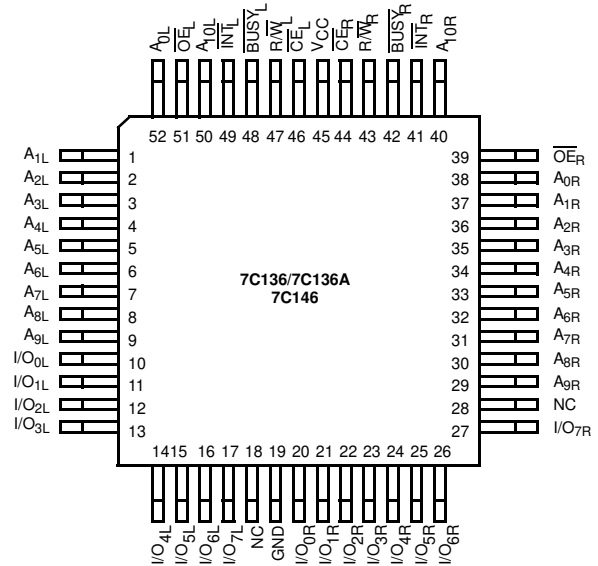 A0L
OEL
A10L
INTL
BUSYL
R/WL
CEL
VCC
CER
R/WR
BUSYR
INTR
A10R
52 51 50 49 48 47 46 45 44 43 42 41 40
A1L 1
A2L 2
A3L 3
A4L 4
A5L 5
A6L 6
A7L 7
A8L 8
A9L 9
I/O0L 10
I/O1L 11
I/O2L 12
I/O3L 13
7C136/7C136A
7C146
39 OER
38 A0R
37 A1R
36 A2R
35 A3R
34 A4R
33 A5R
32 A6R
31 A7R
30 A8R
29 A9R
28 NC
27 I/O7R
14 15 16 17 18 19 20 21 22 23 24 25 26
I/O4L
I/O5L
I/O6L
I/O7L
NC
GND
I/O0R
I/O1R
I/O2R
I/O3R
I/O4R
I/O5R
I/O6R